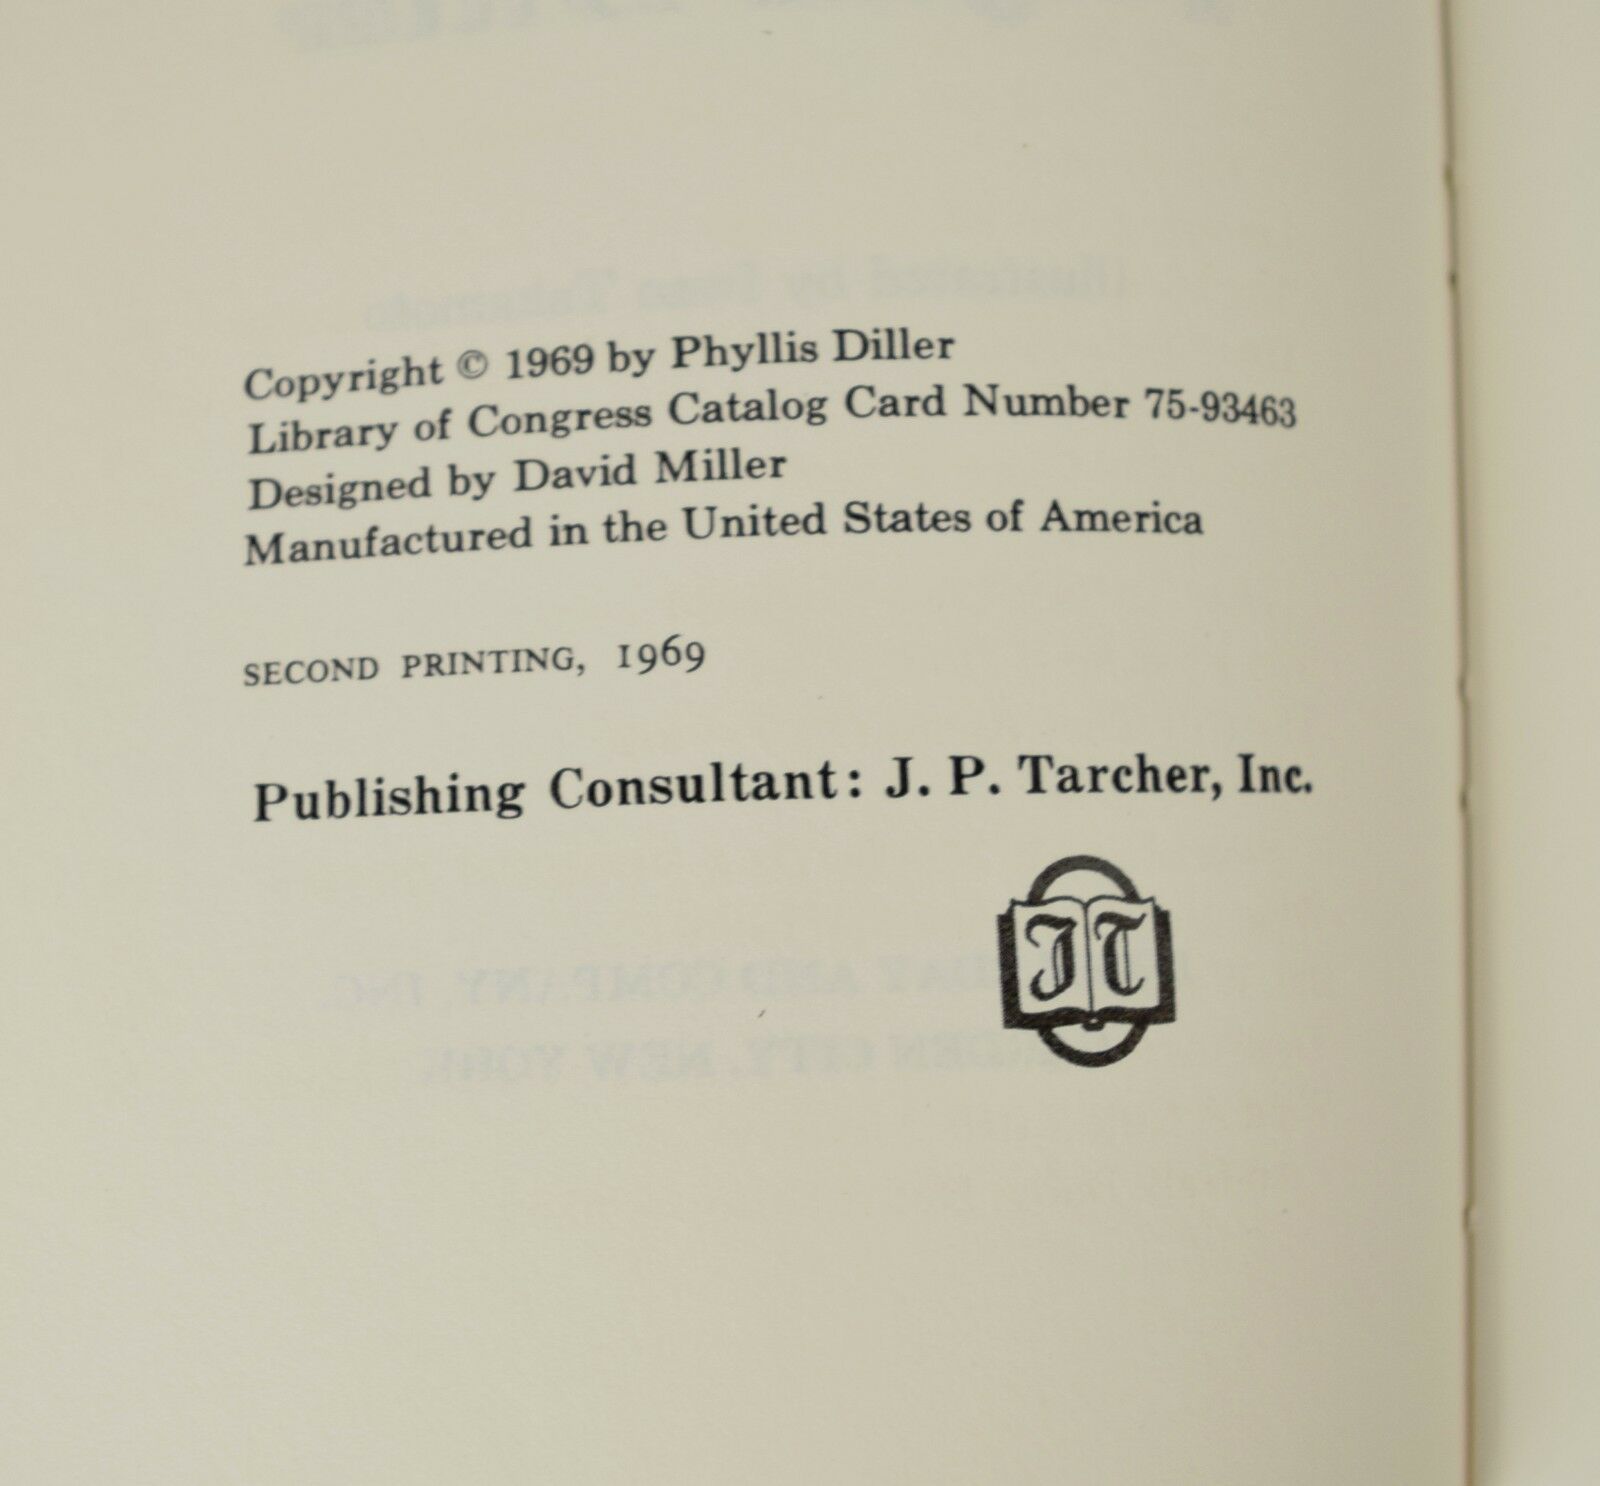 Copyright © 1969 by Phyllis Diller
Library of Congress Catalog Card Number 75-93463
Designed by David Miller
Manufactured in the United States of America
SECOND PRINTING, 1969
Publishing Consultant: J. P. Tarcher, Inc.
JT